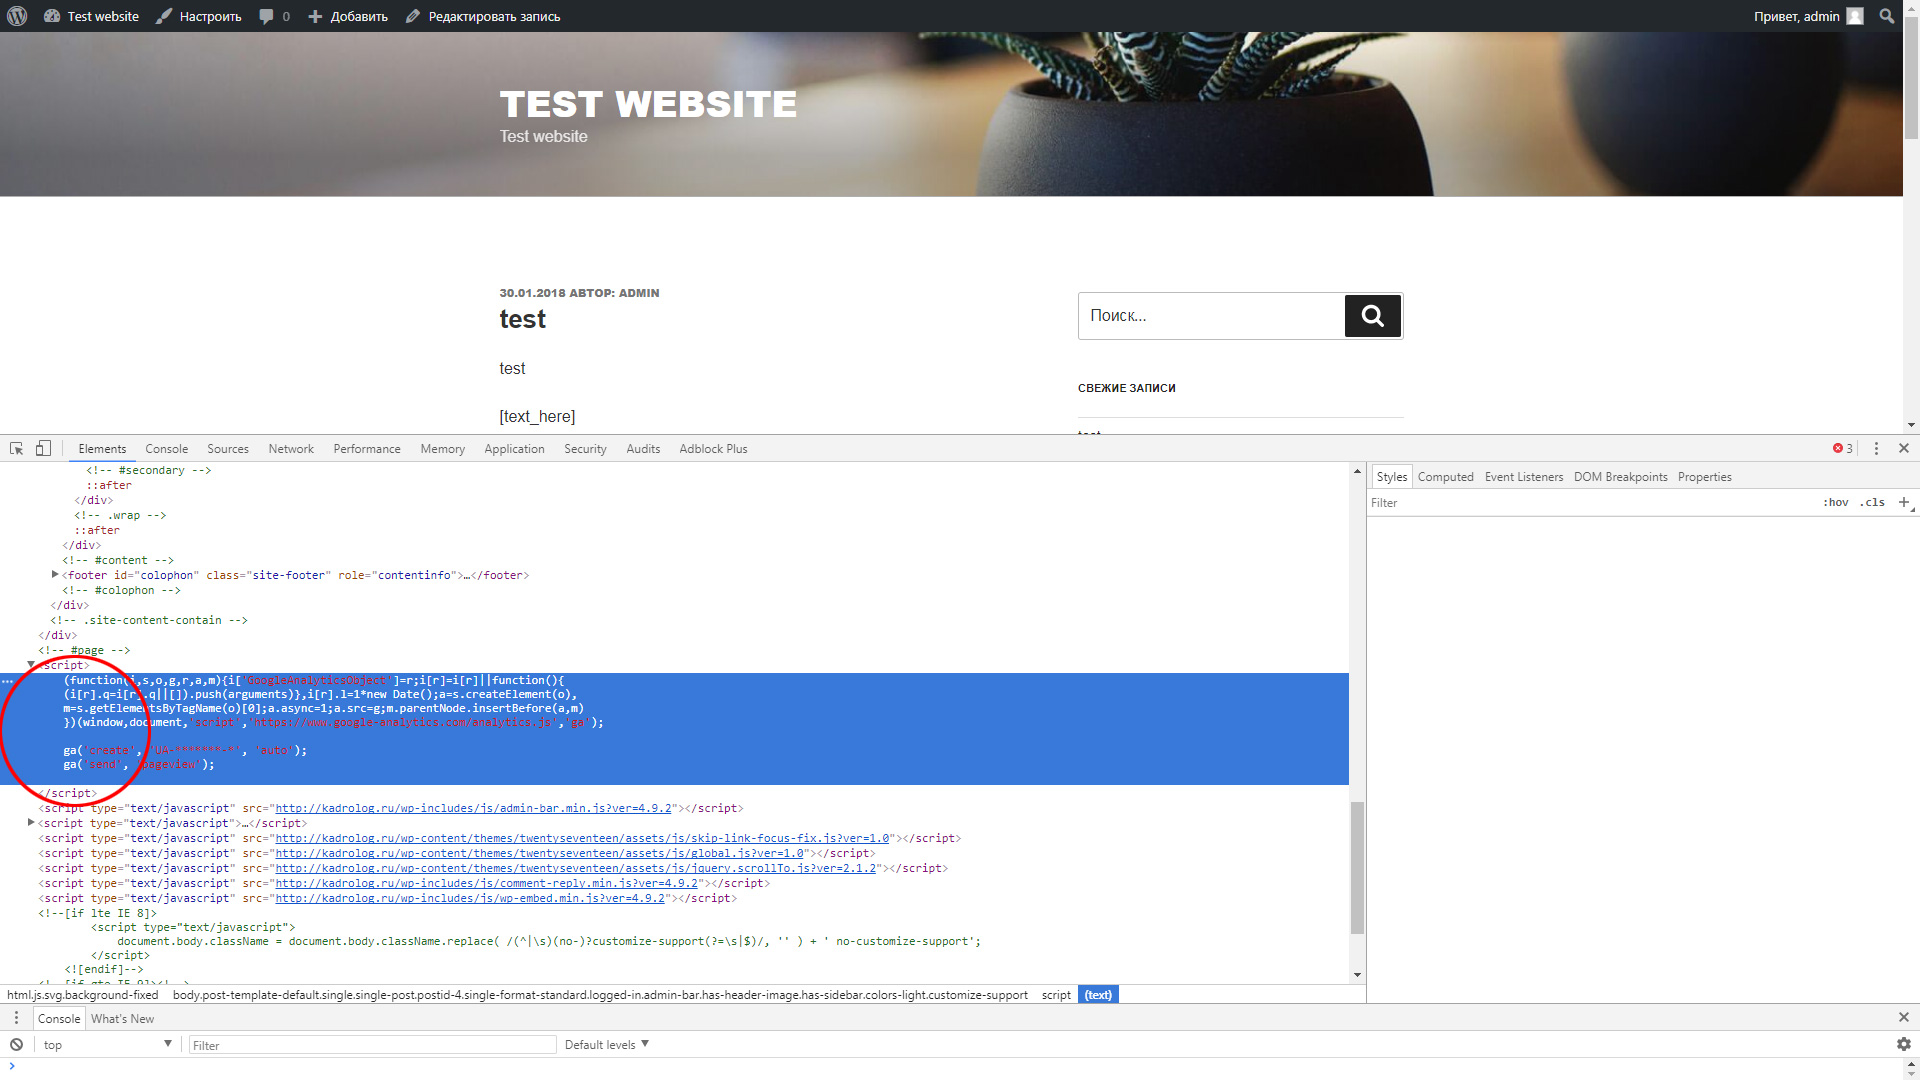 Test website
Настроить
0
Добавить
Редактировать запись
Привет, admin
TEST WEBSITE
Test website
30.01.2018 АВТОР: ADMIN
test
test
[text_here]
Поиск…
СВЕЖИЕ ЗАПИСИ
Elements Console Sources Network Performance Memory Application Security Audits Adblock Plus
3
<!-- #secondary -->
::after
</div>
<!-- .wrap -->
::after
</div>
<!-- #content -->
<footer id="colophon" class="site-footer" role="contentinfo">…</footer>
<!-- #colophon -->
</div>
<!-- .site-content-contain -->
</div>
<!-- #page -->
<script>
(function(i,s,o,g,r,a,m){i['GoogleAnalyticsObject']=r;i[r]=i[r]||function(){
(i[r].q=i[r].q||[]).push(arguments)},i[r].l=1*new Date();a=s.createElement(o),
m=s.getElementsByTagName(o)[0];a.async=1;a.src=g;m.parentNode.insertBefore(a,m)
})(window,document,'script','https://www.google-analytics.com/analytics.js','ga');
ga('create', 'UA-*******-*', 'auto');
ga('send', 'pageview');
</script>
<script type="text/javascript" src="http://kadrolog.ru/wp-includes/js/admin-bar.min.js?ver=4.9.2"></script>
<script type="text/javascript">…</script>
<script type="text/javascript" src="http://kadrolog.ru/wp-content/themes/twentyseventeen/assets/js/skip-link-focus-fix.js?ver=1.0"></script>
<script type="text/javascript" src="http://kadrolog.ru/wp-content/themes/twentyseventeen/assets/js/global.js?ver=1.0"></script>
<script type="text/javascript" src="http://kadrolog.ru/wp-content/themes/twentyseventeen/assets/js/jquery.scrollTo.js?ver=2.1.2"></script>
<script type="text/javascript" src="http://kadrolog.ru/wp-includes/js/comment-reply.min.js?ver=4.9.2"></script>
<script type="text/javascript" src="http://kadrolog.ru/wp-includes/js/wp-embed.min.js?ver=4.9.2"></script>
<!--[if lte IE 8]>
<script type="text/javascript">
document.body.className = document.body.className.replace( /(^|\s)(no-)?customize-support(?=\s|$)/, '' ) + ' no-customize-support';
</script>
<![endif]-->
Styles Computed Event Listeners DOM Breakpoints Properties
Filter
:hov .cls
html.js.svg.background-fixed body.post-template-default.single.single-post.postid-4.single-format-standard.logged-in.admin-bar.has-header-image.has-sidebar.colors-light.customize-support script (text)
Console What's New
top
Filter
Default levels